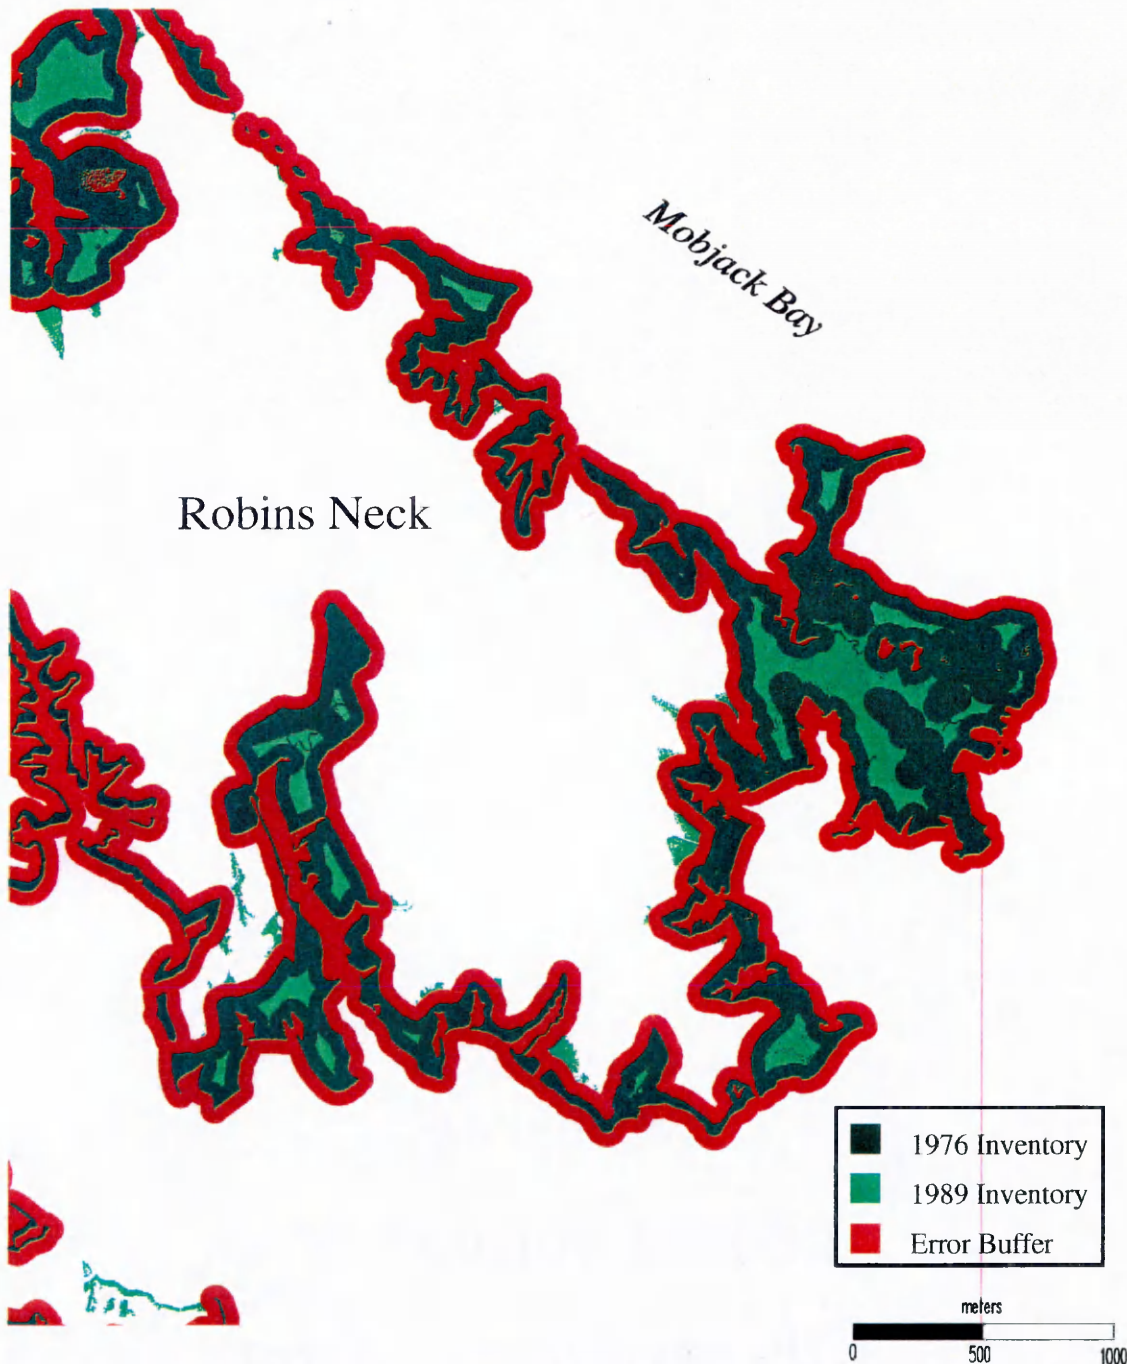 Mobjack Bay
Robins Neck
1976 Inventory
1989 Inventory
Error Buffer
meters
0 500 1000